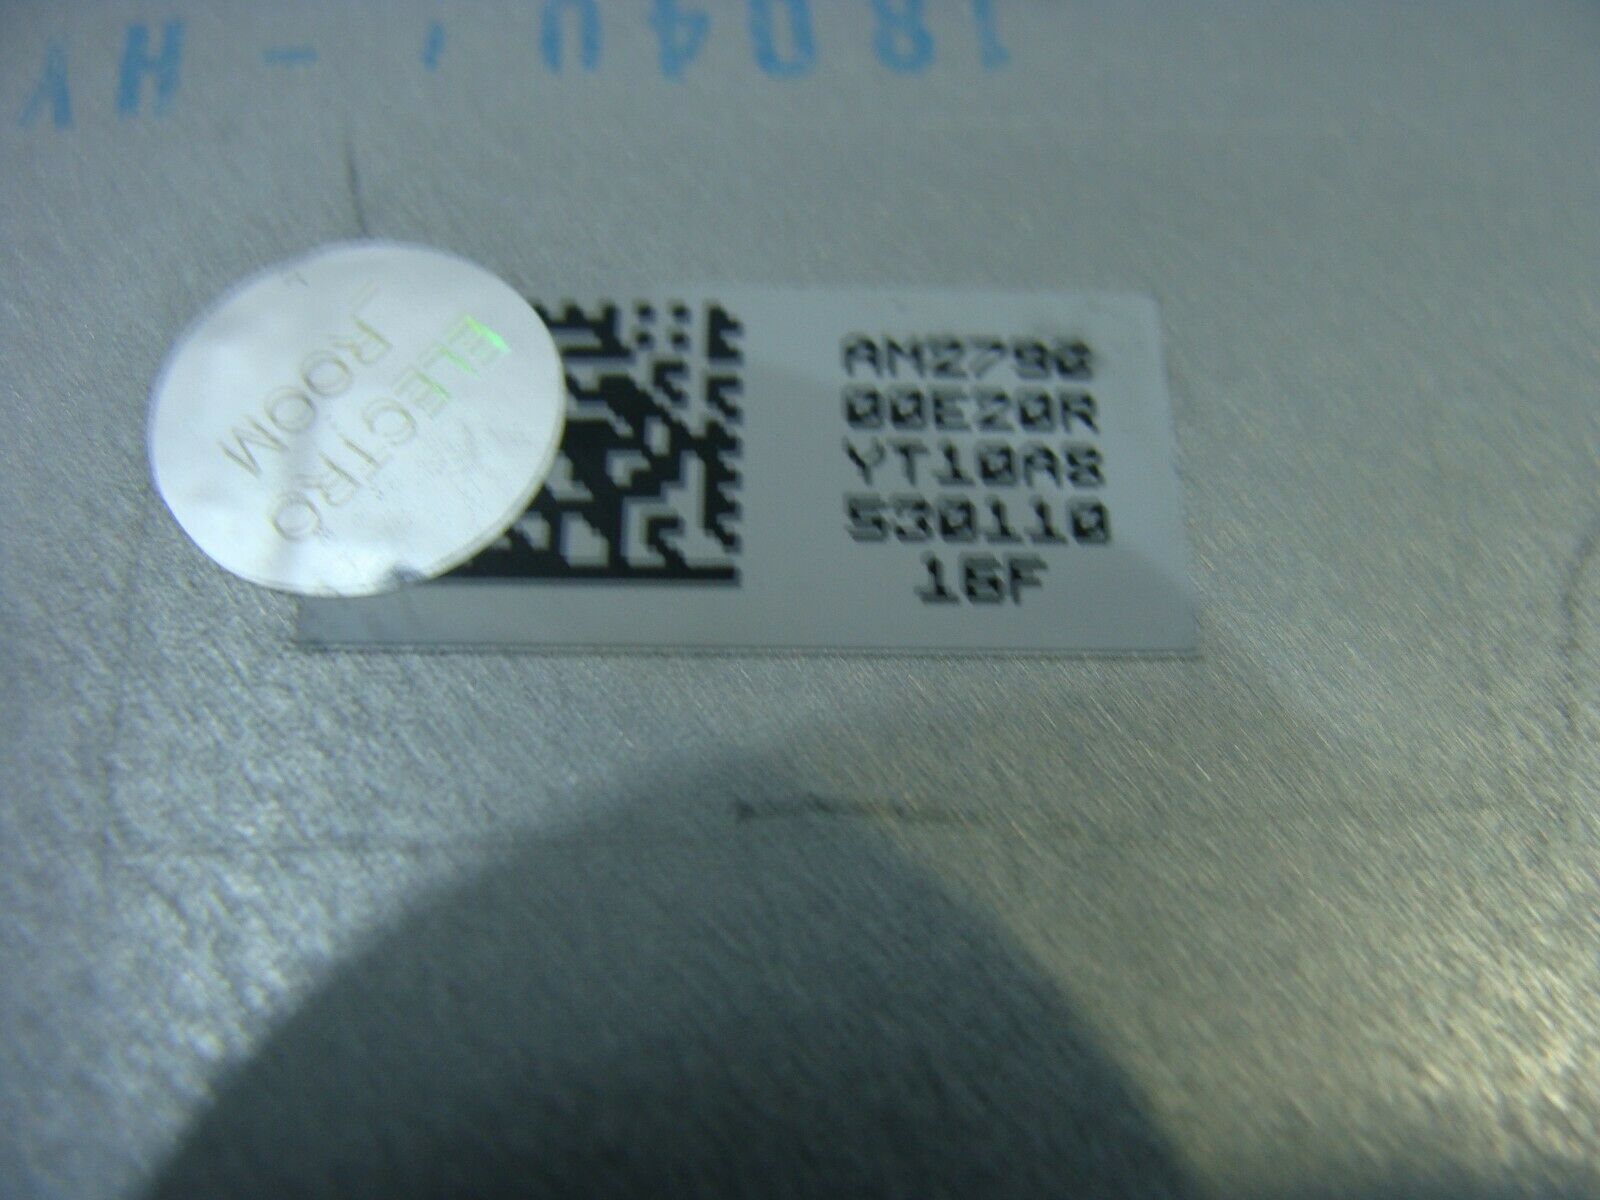 AM2790
00E20R
YT10A8
530110
16F
ELECTRO
ROOM